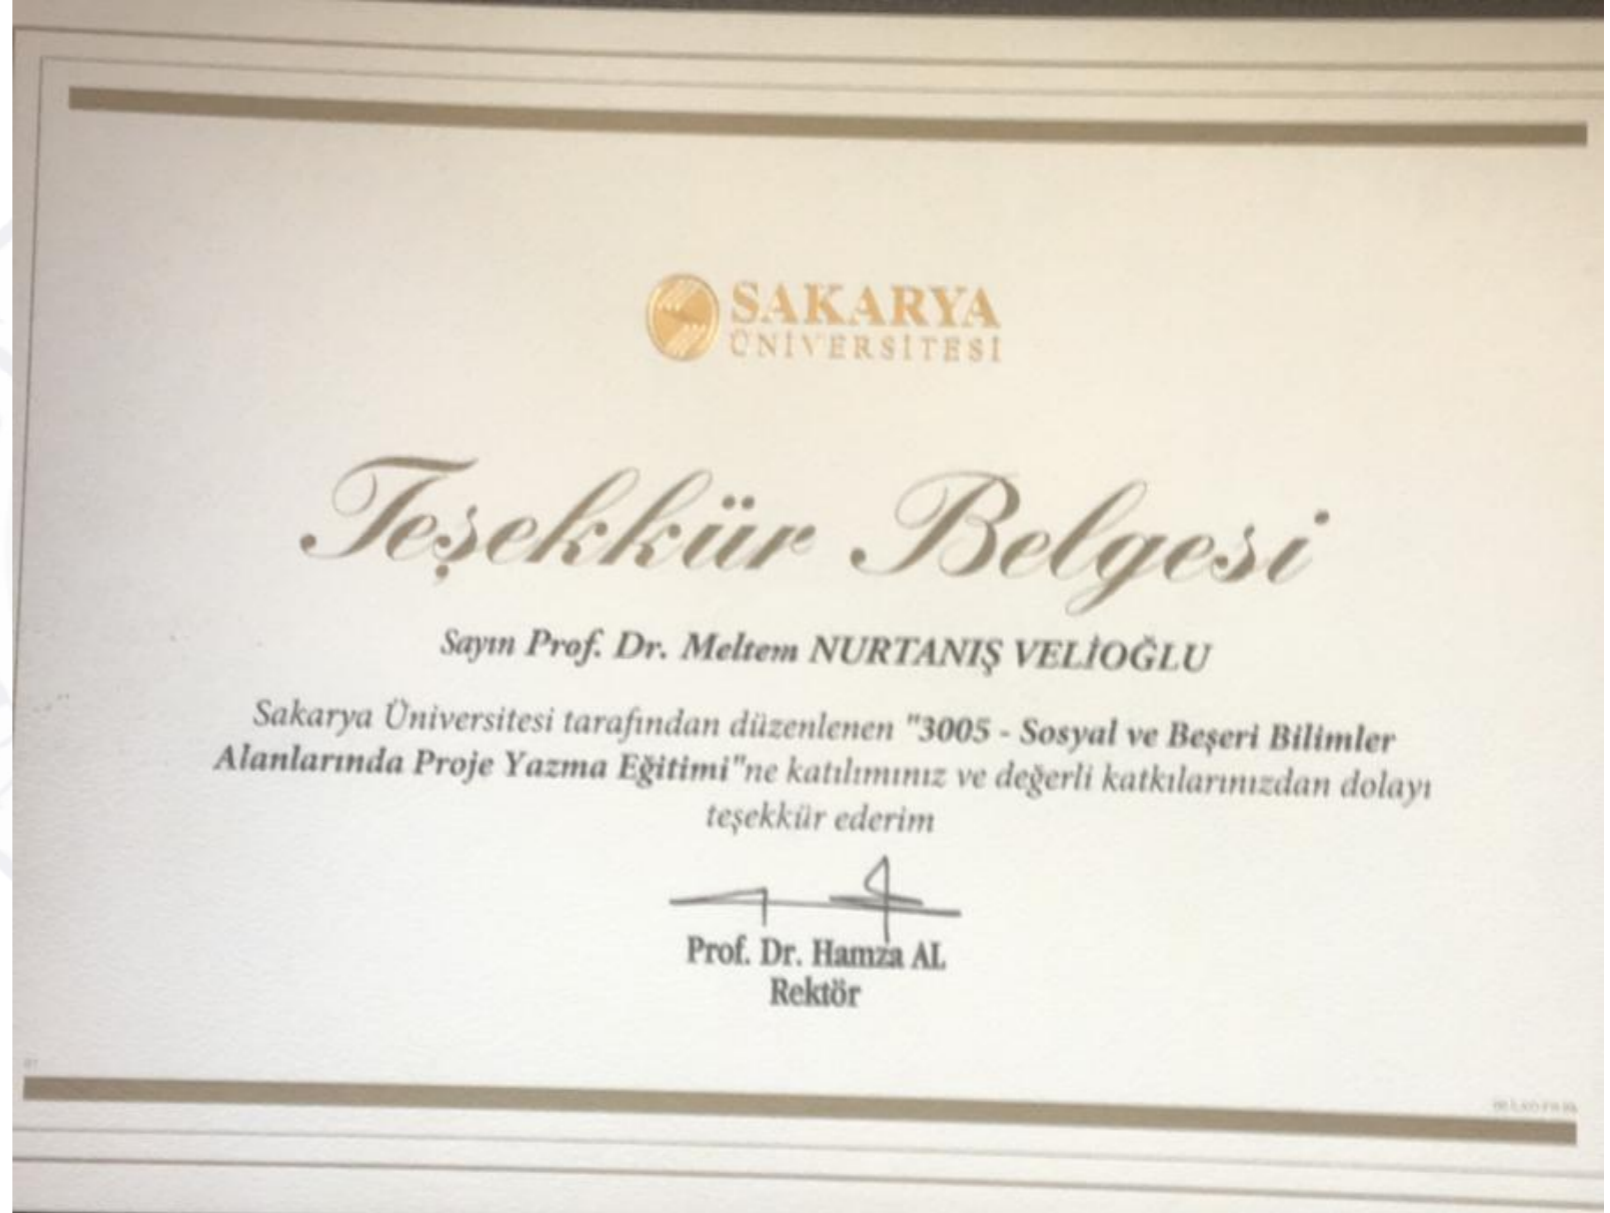 SAKARYA
ÜNİVERSİTESİ
Teşekkür Belgesi
Sayın Prof. Dr. Meltem NURTANIŞ VELİOĞLU
Sakarya Üniversitesi tarafından düzenlenen "3005 - Sosyal ve Beşeri Bilimler
Alanlarında Proje Yazma Eğitimi"ne katılımınız ve değerli katkılarınızdan dolayı
teşekkür ederim
Prof. Dr. Hamza AL
Rektör